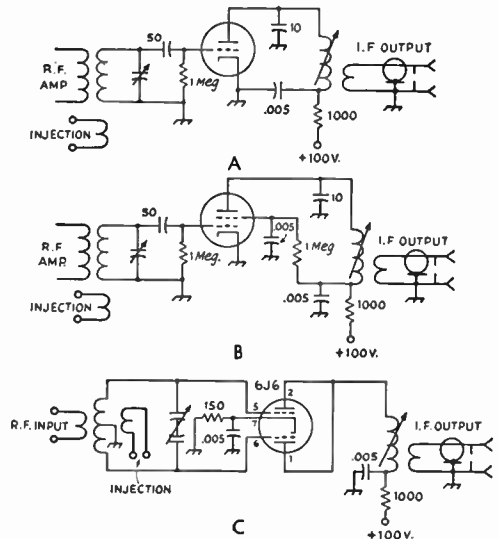 50
10
I.F OUTPUT
R.F.
AMP
1 Meg
.005
1000
INJECTION
+100V.
A
50
10
.005
R.F.
AMP.
1 Meg.
1 Meg
I.F OUTPUT
.005
1000
INJECTION
+100V.
B
6J6
5
2
150
7
R.F. INPUT
.005
6
1
I.F. OUTPUT
.005
INJECTION
1000
+100V.
C